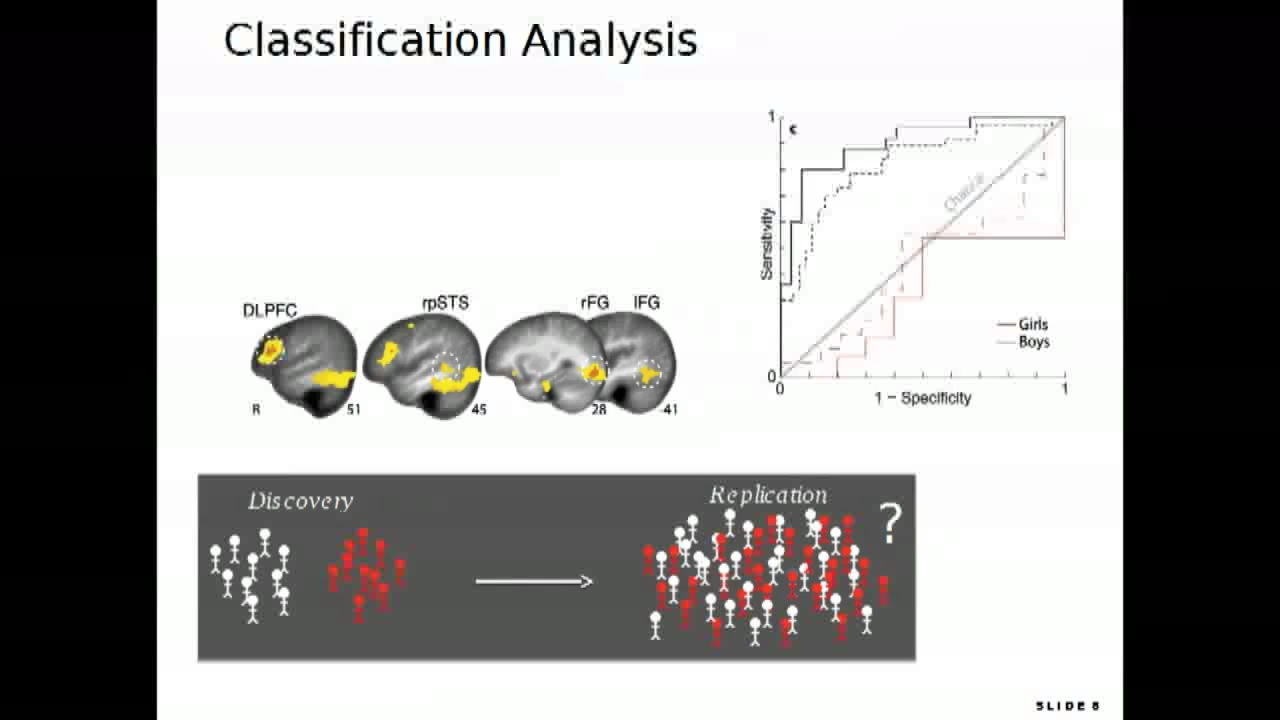 Classification Analysis
1
c
Sensitivity
Chance
Girls
Boys
0
0
1
1 - Specificity
DLPFC
rpSTS
rFG
lFG
R
51
45
28
-41
Discovery
Replication
?
SLIDE 8